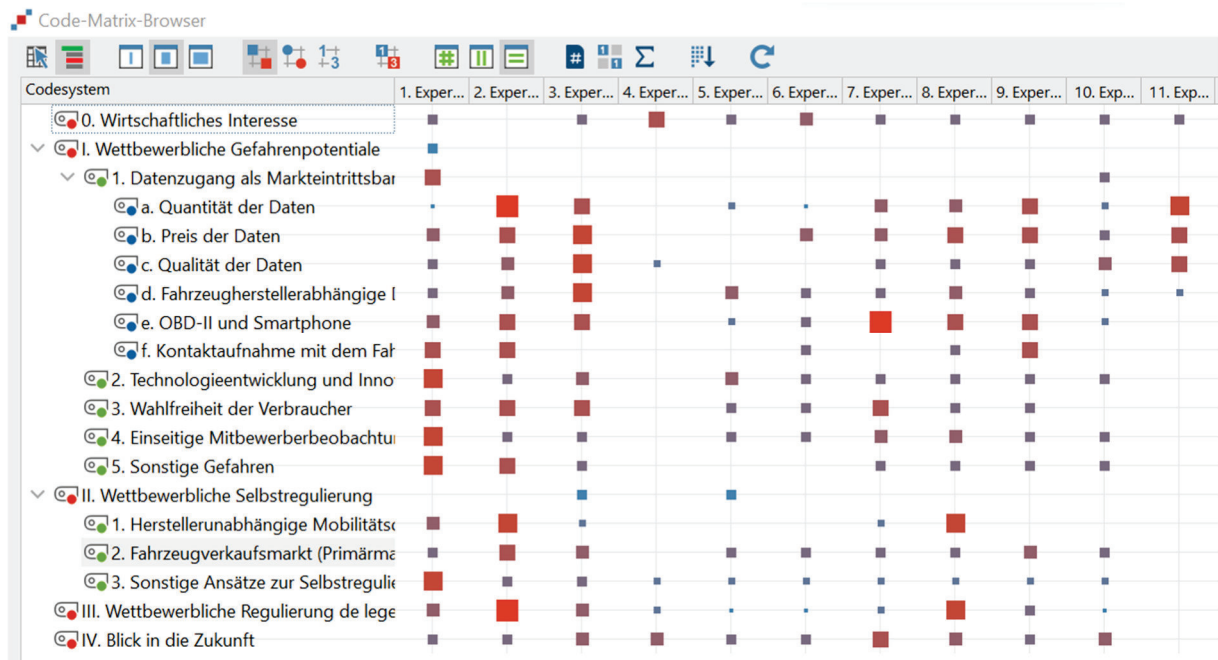 Code-Matrix-Browser
Codesystem 1. Exper... 2. Exper... 3. Exper... 4. Exper... 5. Exper... 6. Exper... 7. Exper... 8. Exper... 9. Exper... 10. Exp... 11. Exp...
0. Wirtschaftliches Interesse
I. Wettbewerbliche Gefahrenpotentiale
1. Datenzugang als Markteintrittsbar
a. Quantität der Daten
b. Preis der Daten
c. Qualität der Daten
d. Fahrzeugherstellerabhängige
e. OBD-II und Smartphone
f. Kontaktaufnahme mit dem Fah
2. Technologieentwicklung und Inno
3. Wahlfreiheit der Verbraucher
4. Einseitige Mitbewerberbeobachtu
5. Sonstige Gefahren
II. Wettbewerbliche Selbstregulierung
1. Herstellerunabhängige Mobilitäts
2. Fahrzeugverkaufsmarkt (Primärma
3. Sonstige Ansätze zur Selbstregulie
III. Wettbewerbliche Regulierung de lege
IV. Blick in die Zukunft